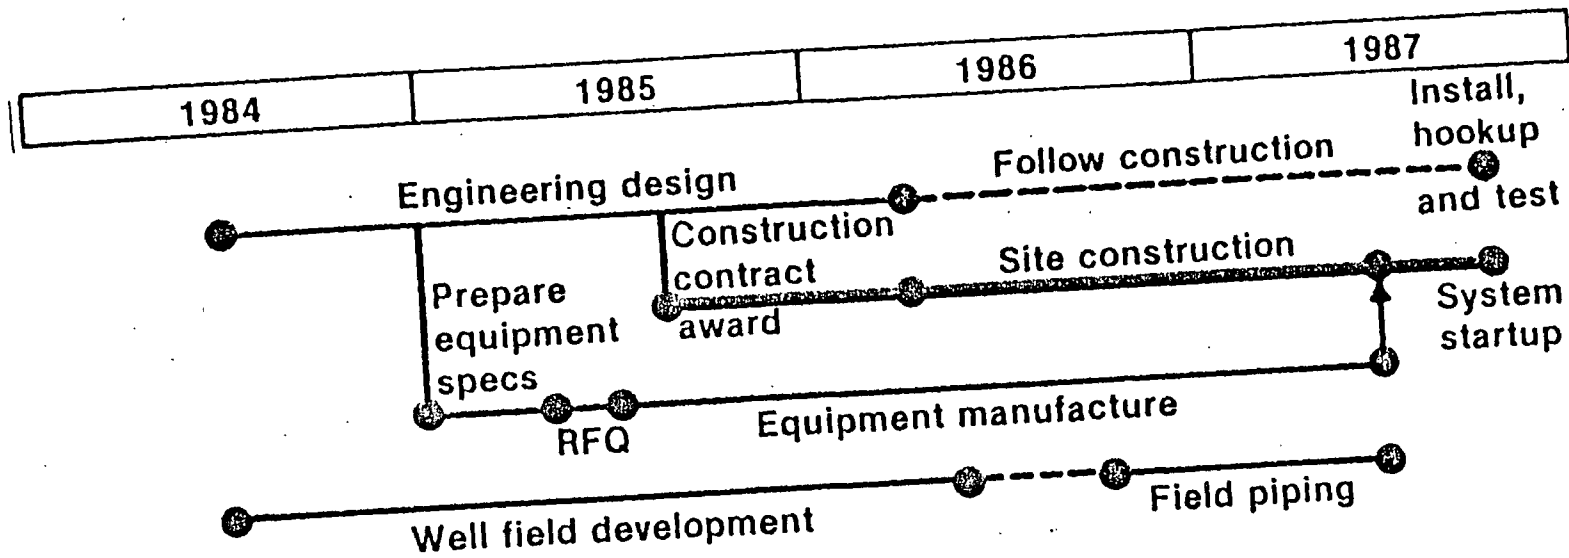 1984 1985 1986 1987
Install,
hookup
and test
Follow construction
Engineering design
Construction
contract
award
Site construction
System
startup
Prepare
equipment
specs
RFQ
Equipment manufacture
Well field development
Field piping